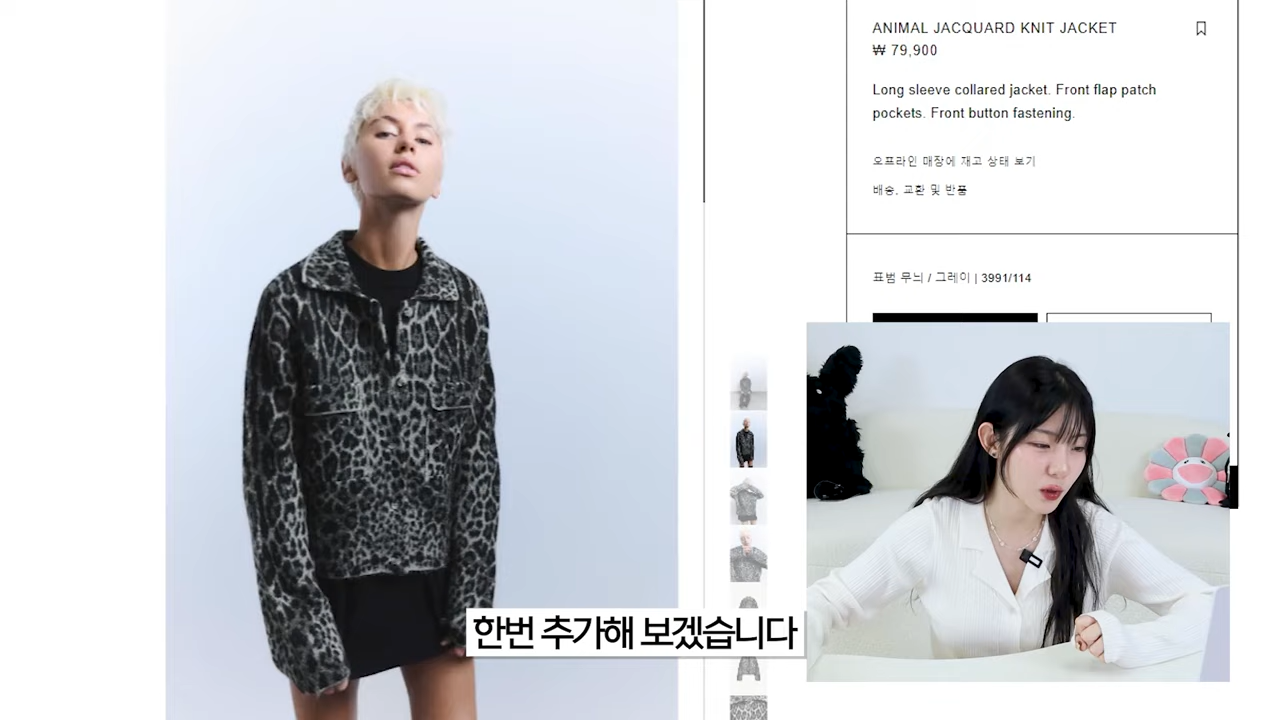 ANIMAL JACQUARD KNIT JACKET
₩ 79,900
Long sleeve collared jacket. Front flap patch
pockets. Front button fastening.
오프라인 매장에 재고 상태 보기
배송, 교환 및 반품
표범 무늬 / 그레이 | 3991/114
한번 추가해 보겠습니다